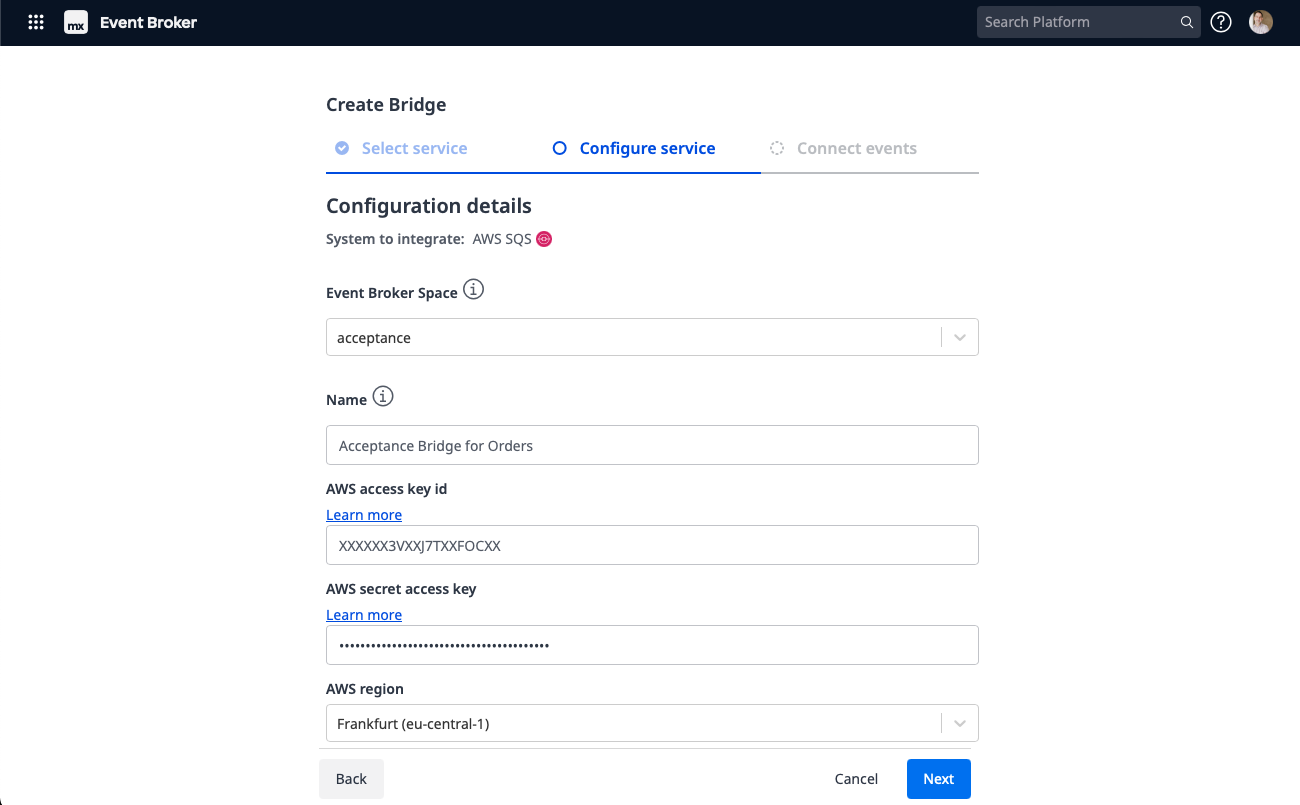 mx Event Broker Search Platform
Create Bridge
Select service Configure service Connect events
Configuration details
System to integrate: AWS SQS
Event Broker Space
acceptance
Name
Acceptance Bridge for Orders
AWS access key id
Learn more
XXXXXX3VXXJ7TXXFOCXX
AWS secret access key
Learn more
••••••••••••••••••••••••••••••••••••••••
AWS region
Frankfurt (eu-central-1)
Back Cancel Next